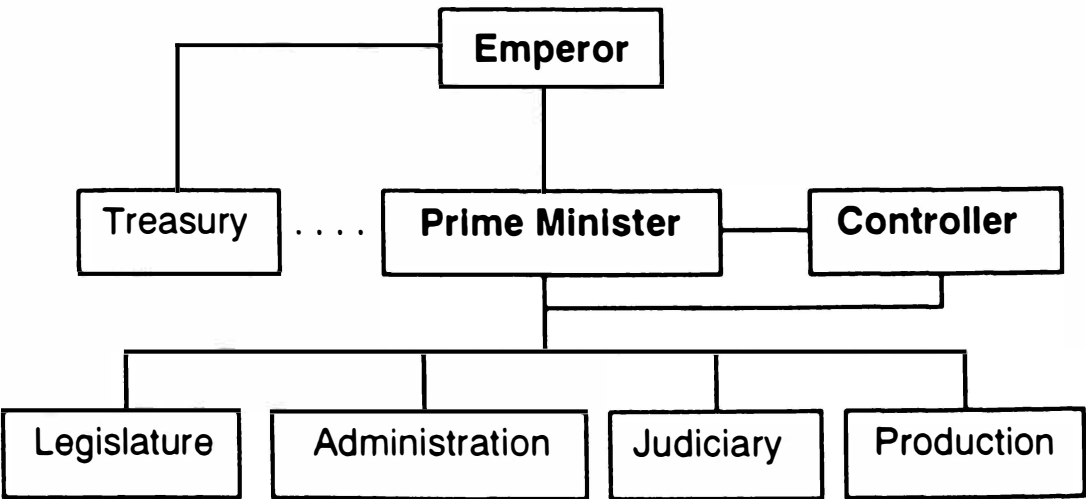 Emperor
Treasury .... Prime Minister Controller
Legislature Administration Judiciary Production